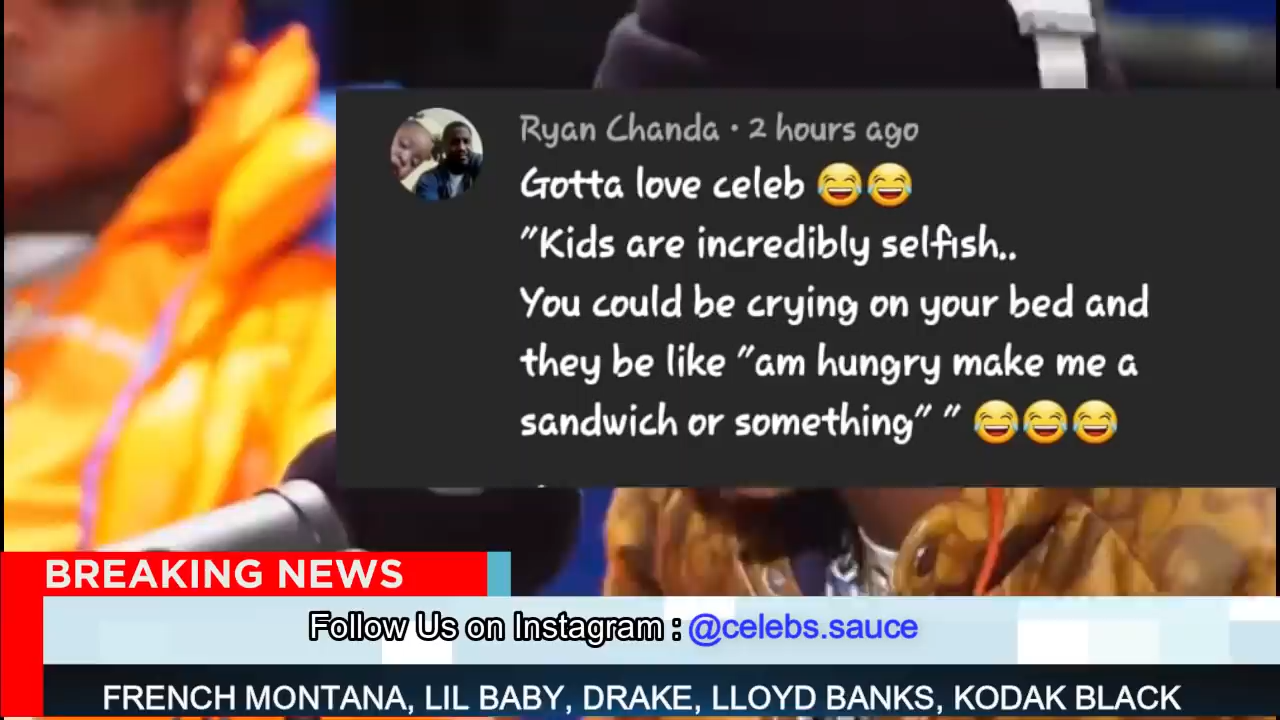 Ryan Chanda • 2 hours ago
Gotta love celeb 😂😂
"Kids are incredibly selfish..
You could be crying on your bed and
they be like "am hungry make me a
sandwich or something" " 😂😂😂
BREAKING NEWS
Follow Us on Instagram : @celebs.sauce
FRENCH MONTANA, LIL BABY, DRAKE, LLOYD BANKS, KODAK BLACK